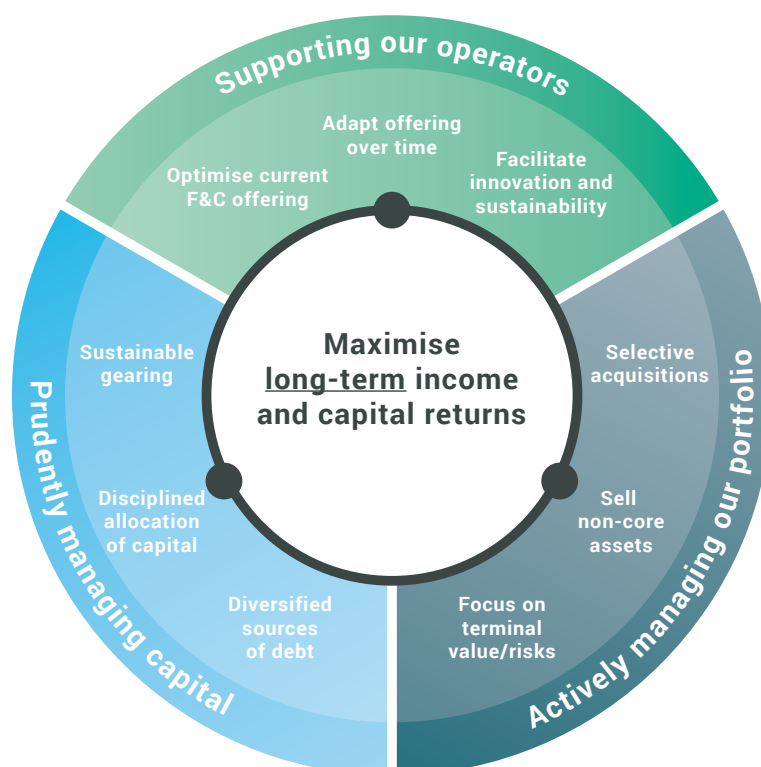 Supporting our operators
Adapt offering
over time
Optimise current
F&C offering
Facilitate
innovation and
sustainability
Maximise
long-term income
and capital returns
Sustainable
gearing
Disciplined
allocation
of capital
Diversified
sources
of debt
Prudently managing capital
Selective
acquisitions
Sell
non-core
assets
Focus on
terminal
value/risks
Actively managing our portfolio